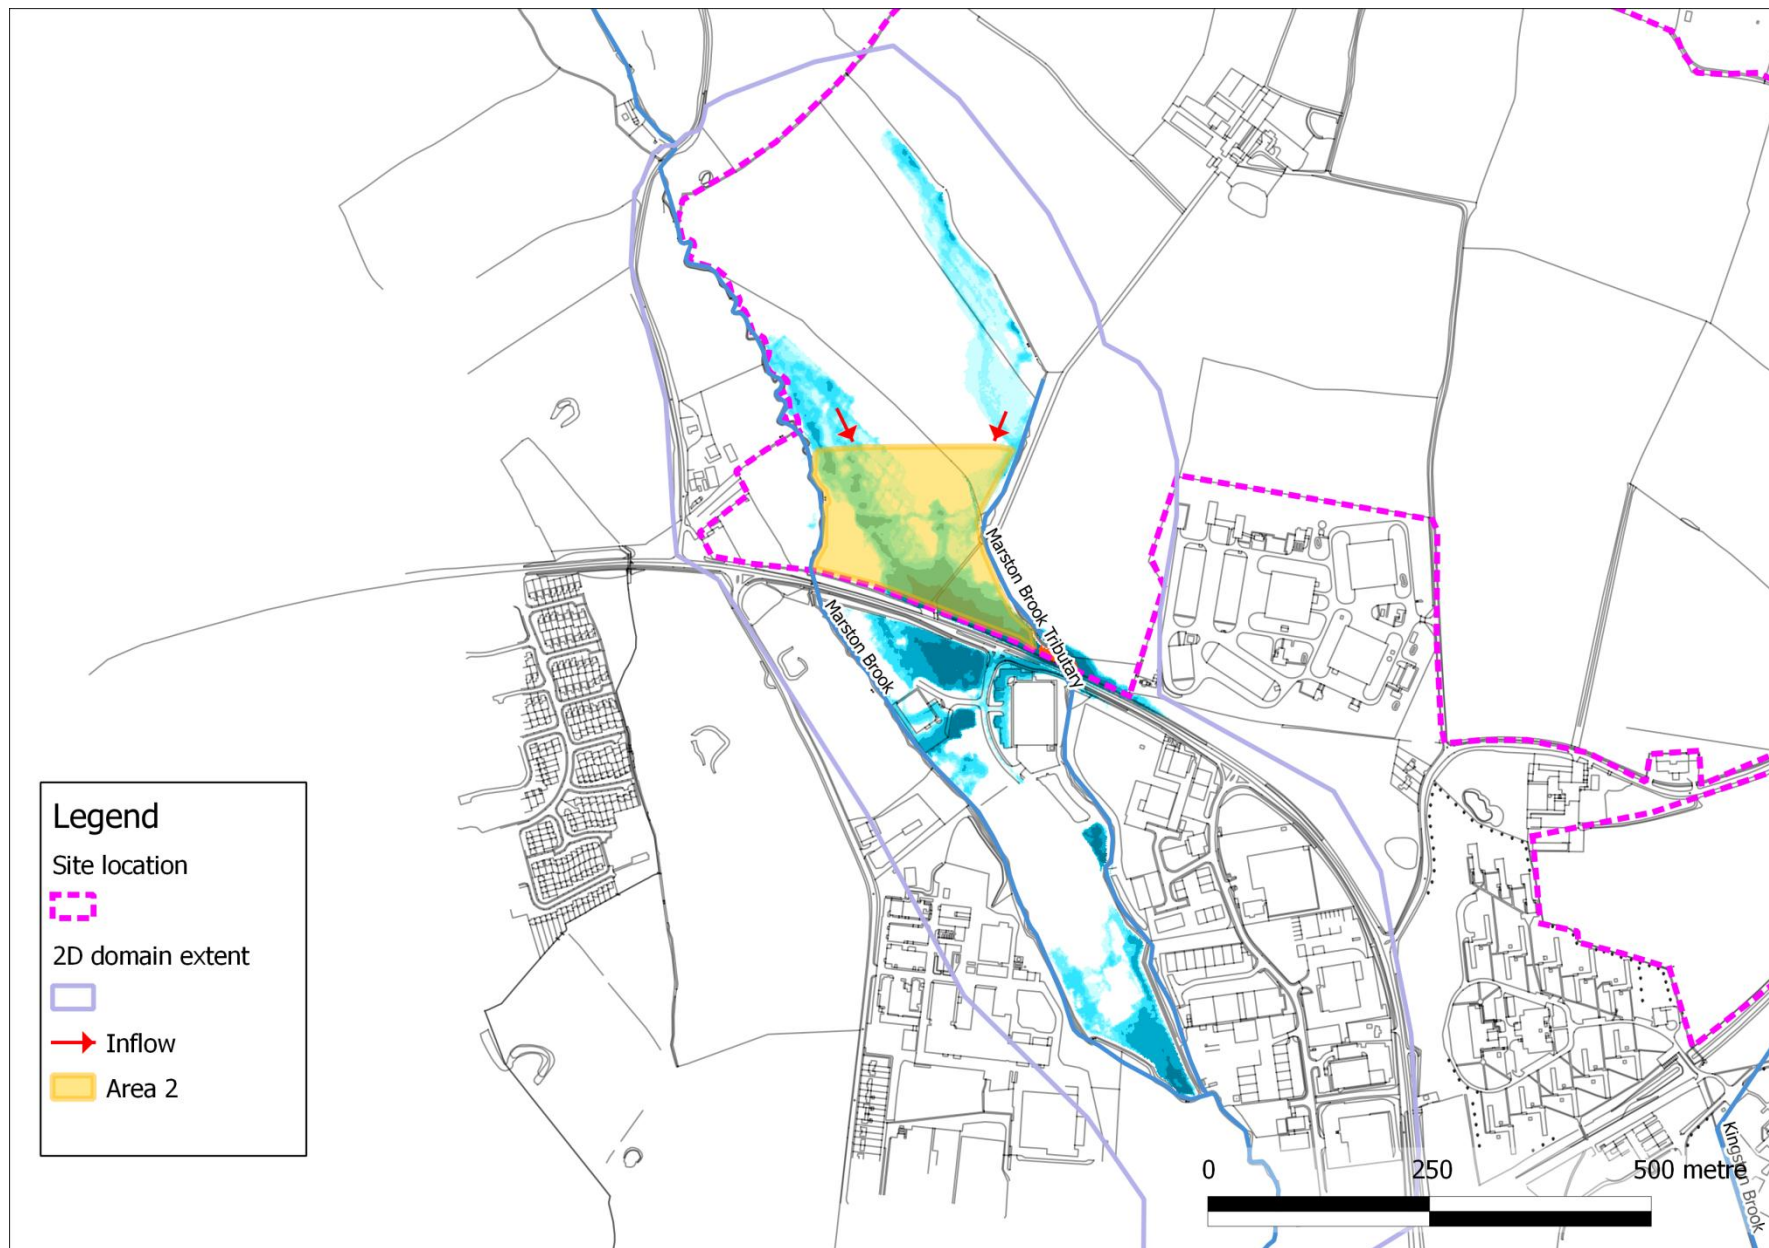 Marston Brook Tributary
Marston Brook
Legend
Site location
2D domain extent
Inflow
Area 2
0 250 500 metre
Kingston Brook